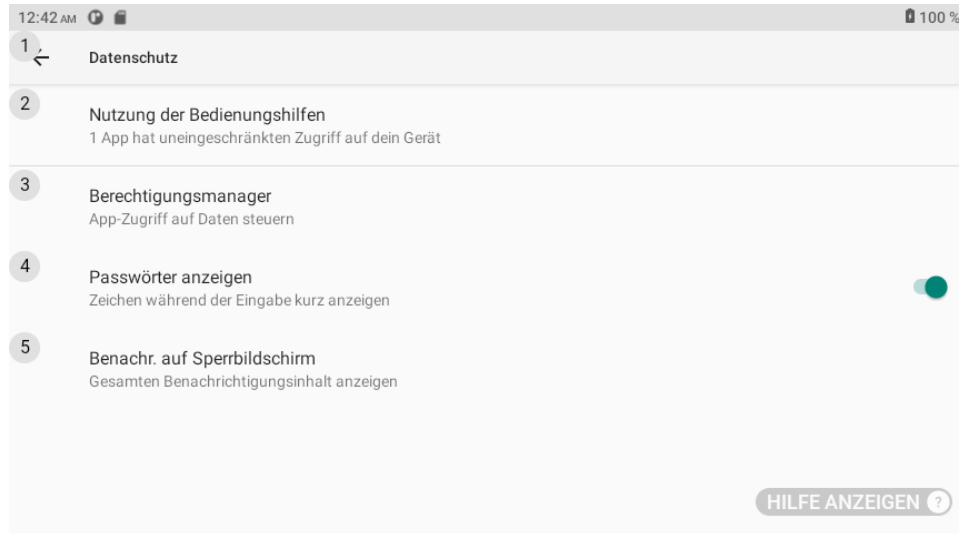 12:42 AM 100 %
1
Datenschutz
2
Nutzung der Bedienungshilfen
1 App hat uneingeschränkten Zugriff auf dein Gerät
3
Berechtigungsmanager
App-Zugriff auf Daten steuern
4
Passwörter anzeigen
Zeichen während der Eingabe kurz anzeigen
5
Benachr. auf Sperrbildschirm
Gesamten Benachrichtigungsinhalt anzeigen
HILFE ANZEIGEN ?